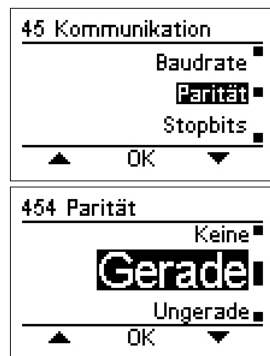 45 Kommunikation
Baudrate
Parität
Stopbits
OK
454 Parität
Keine
Gerade
Ungerade
OK